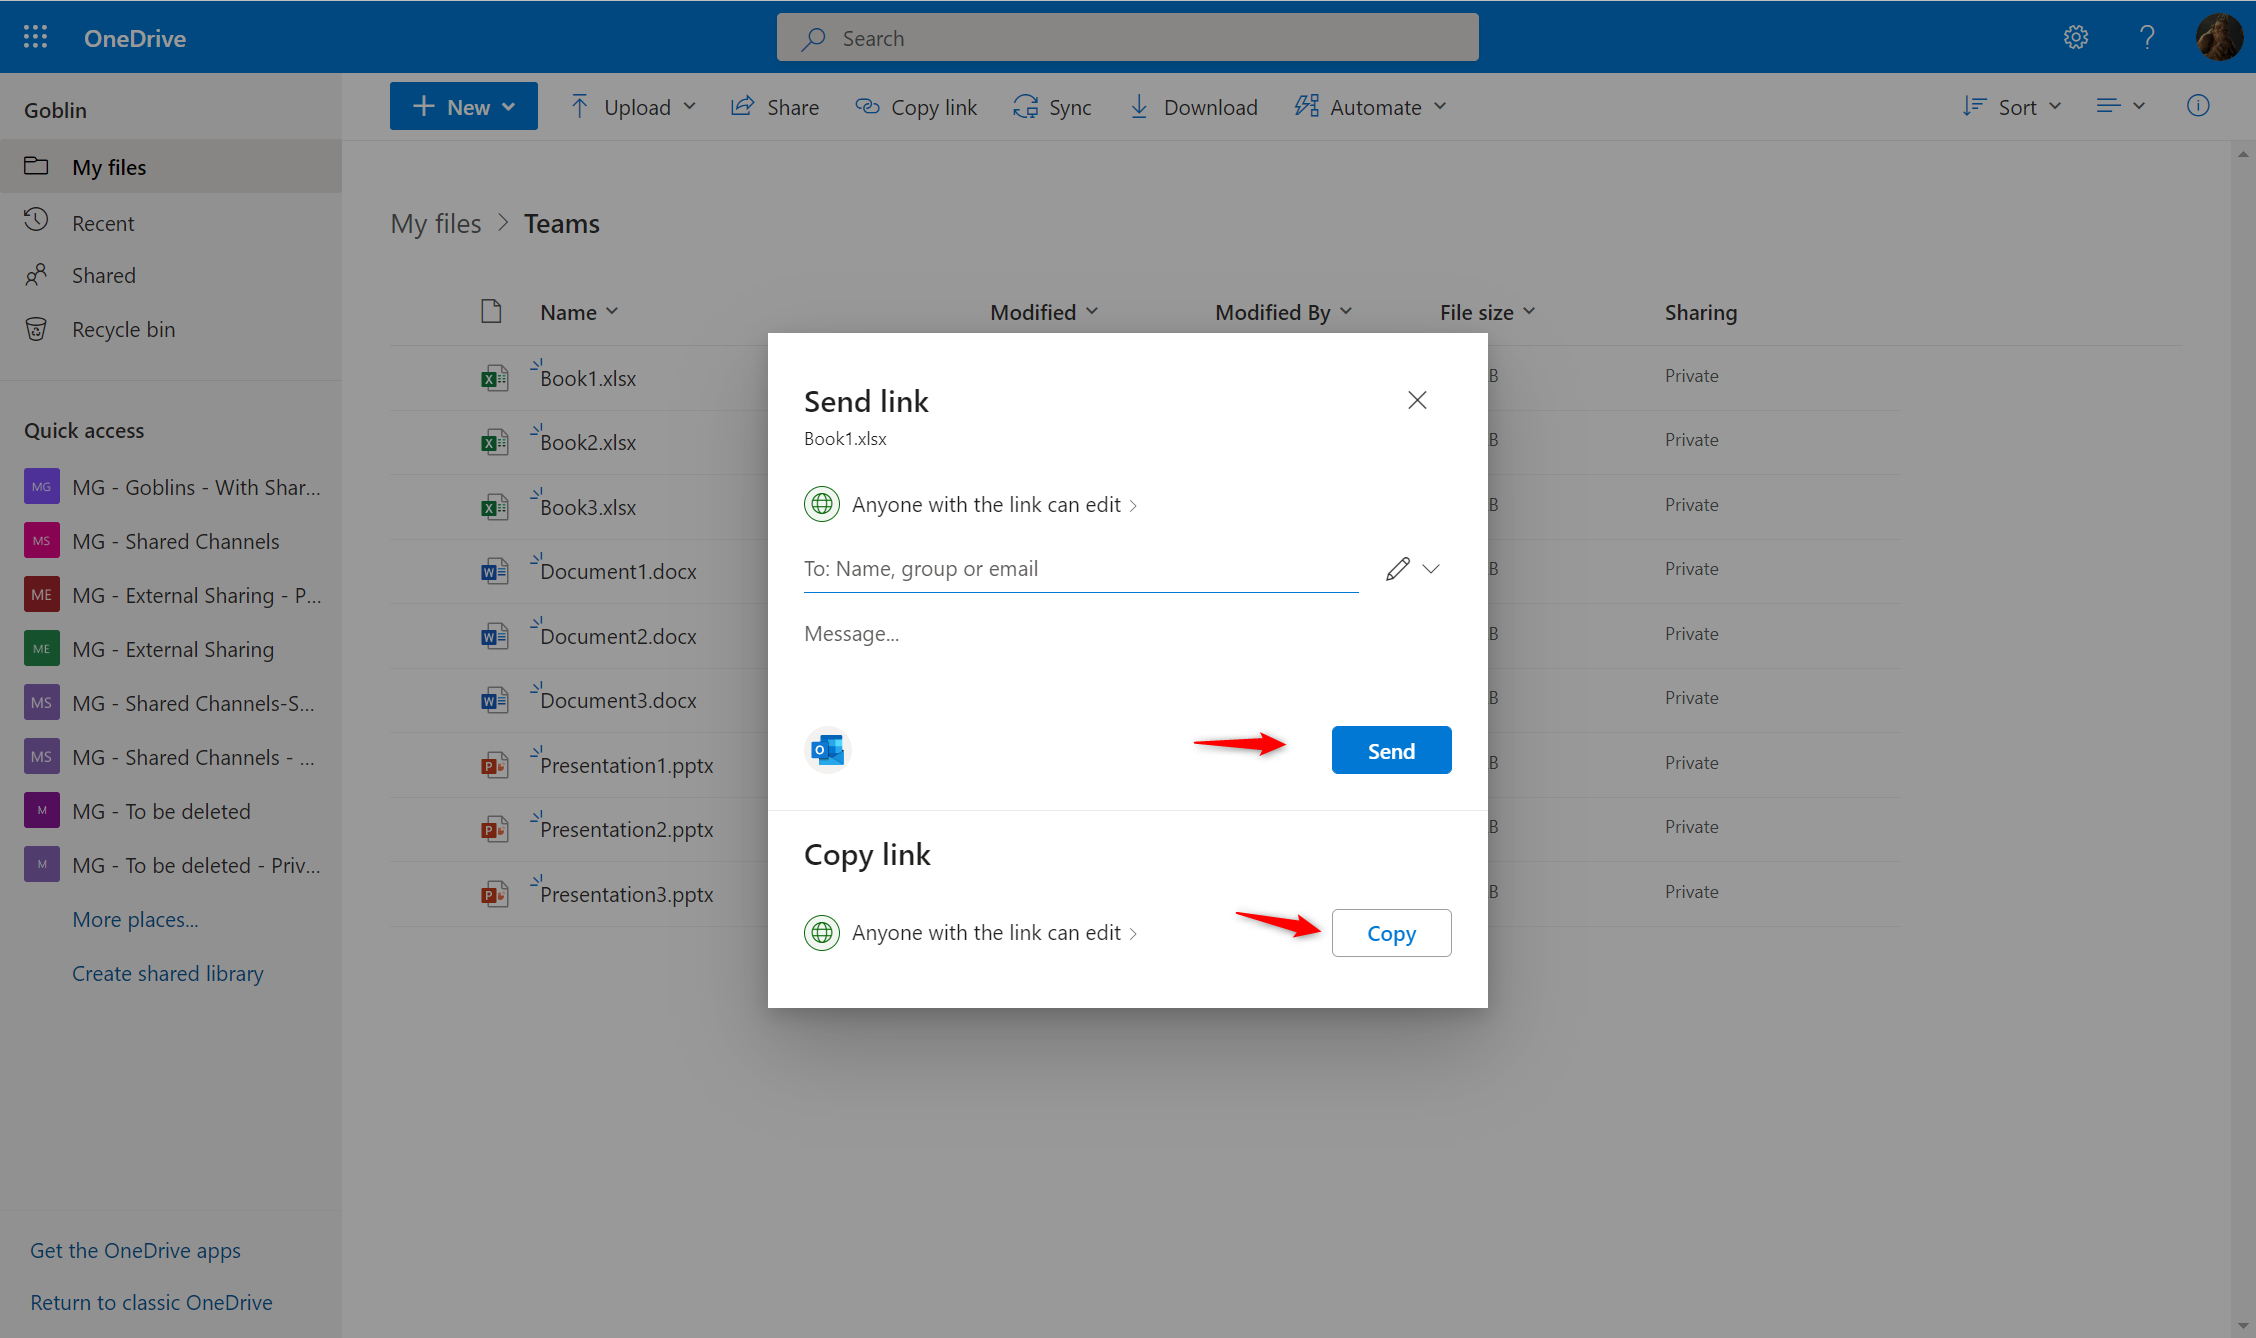 OneDrive
Search
Goblin
New
Upload
Share
Copy link
Sync
Download
Automate
Sort
My files
Recent
Shared
Recycle bin
Quick access
MG
MG - Goblins - With Shar...
MS
MG - Shared Channels
ME
MG - External Sharing - P...
ME
MG - External Sharing
MS
MG - Shared Channels-S...
MS
MG - Shared Channels - ...
M
MG - To be deleted
M
MG - To be deleted - Priv...
More places...
Create shared library
Get the OneDrive apps
Return to classic OneDrive
My files > Teams
Name
Modified
Modified By
File size
Sharing
Book1.xlsx
B
Private
Book2.xlsx
B
Private
Book3.xlsx
B
Private
Document1.docx
B
Private
Document2.docx
B
Private
Document3.docx
B
Private
Presentation1.pptx
B
Private
Presentation2.pptx
B
Private
Presentation3.pptx
B
Private
Send link
Book1.xlsx
Anyone with the link can edit >
To: Name, group or email
Message...
Send
Copy link
Anyone with the link can edit >
Copy